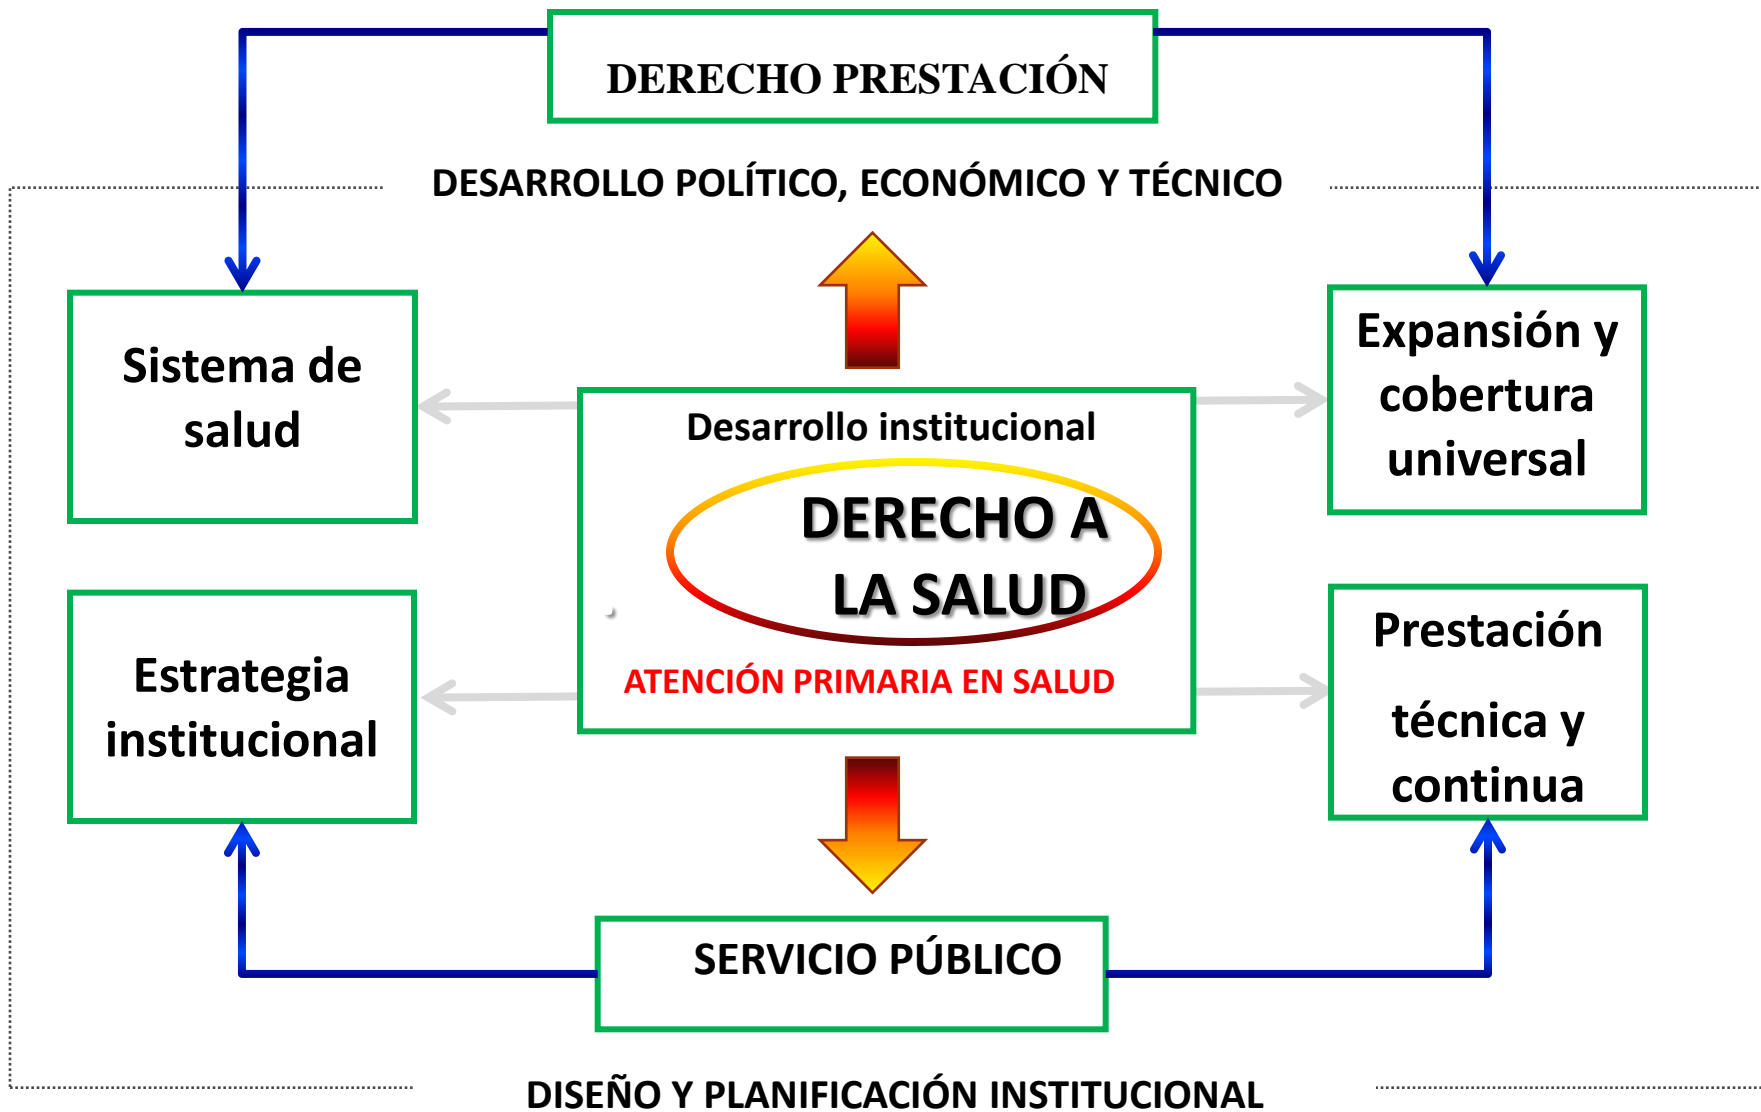 DERECHO PRESTACIÓN
DESARROLLO POLÍTICO, ECONÓMICO Y TÉCNICO
Sistema de
salud
Expansión y
cobertura
universal
Desarrollo institucional
DERECHO A
LA SALUD
.
ATENCIÓN PRIMARIA EN SALUD
Estrategia
institucional
Prestación
técnica y
continua
SERVICIO PÚBLICO
DISEÑO Y PLANIFICACIÓN INSTITUCIONAL